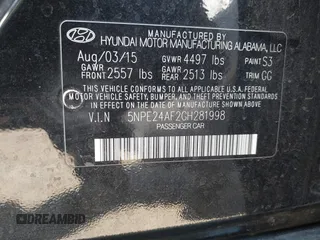 MANUFACTURED BY
HYUNDAI MOTOR MANUFACTURING ALABAMA, LLC
Aug/03/15 GVWR 4497 lbs PAINT S3
GAWR FRONT 2557 lbs GAWR REAR 2513 lbs TRIM GG
THIS VEHICLE CONFORMS TO ALL APPLICABLE FEDERAL
MOTOR VEHICLE SAFETY, BUMPER, AND THEFT PREVENTION
STANDARDS IN EFFECT ON THE DATE OF MANUFACTURE SHOWN ABOVE.
V.I.N 5NPE24AF2GH281998
PASSENGER CAR
DREAMBID